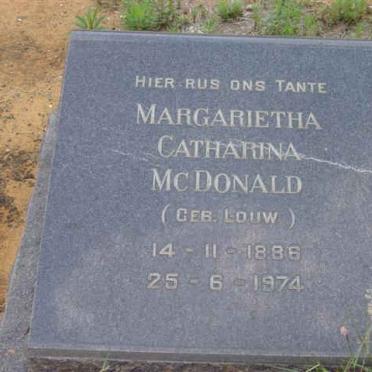 HIER RUS ONS TANTE
MARGARIETHA
CATHARINA
MCDONALD
(GEB. LOUW)
14-11-1886
25-6-1974